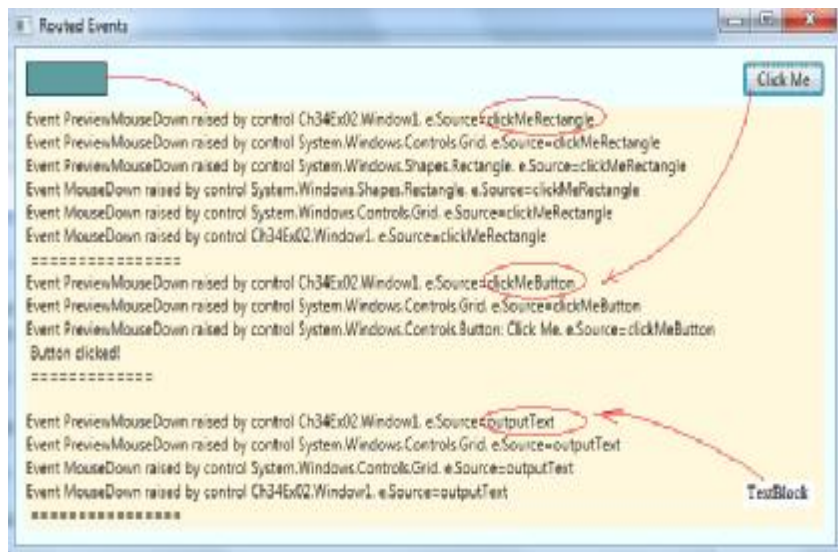 Routed Events
Click Me
Event PreviewMouseDown raised by control Ch34Ex02.Window1. e.Source=clickMeRectangle
Event PreviewMouseDown raised by control System.Windows.Controls.Grid. e.Source=clickMeRectangle
Event PreviewMouseDown raised by control System.Windows.Shapes.Rectangle. e.Source=clickMeRectangle
Event MouseDown raised by control System.Windows.Shapes.Rectangle. e.Source=clickMeRectangle
Event MouseDown raised by control System.Windows.Controls.Grid. e.Source=clickMeRectangle
Event MouseDown raised by control Ch34Ex02.Window1. e.Source=clickMeRectangle
================
Event PreviewMouseDown raised by control Ch34Ex02.Window1. e.Source=clickMeButton
Event PreviewMouseDown raised by control System.Windows.Controls.Grid. e.Source=clickMeButton
Event PreviewMouseDown raised by control System.Windows.Controls.Button: Click Me. e.Source=clickMeButton
Button clicked!
=============
Event PreviewMouseDown raised by control Ch34Ex02.Window1. e.Source=outputText
Event PreviewMouseDown raised by control System.Windows.Controls.Grid. e.Source=outputText
Event MouseDown raised by control System.Windows.Controls.Grid. e.Source=outputText
Event MouseDown raised by control Ch34Ex02.Window1. e.Source=outputText
TextBlock
================